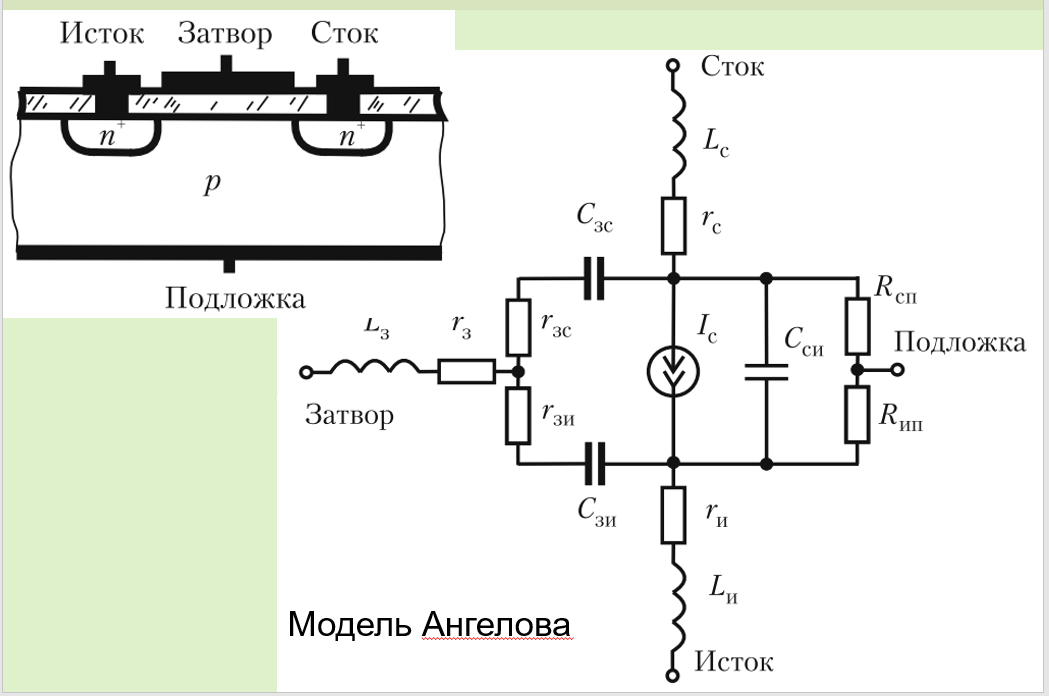 Исток Затвор Сток
n+ n+
p
Подложка
Сток
Lс
Cзс
rс
Rсп
Lз rз rзс Iс Cси Подложка
Затвор rзи Rип
Cзи rи
Lи
Модель Ангелова
Исток